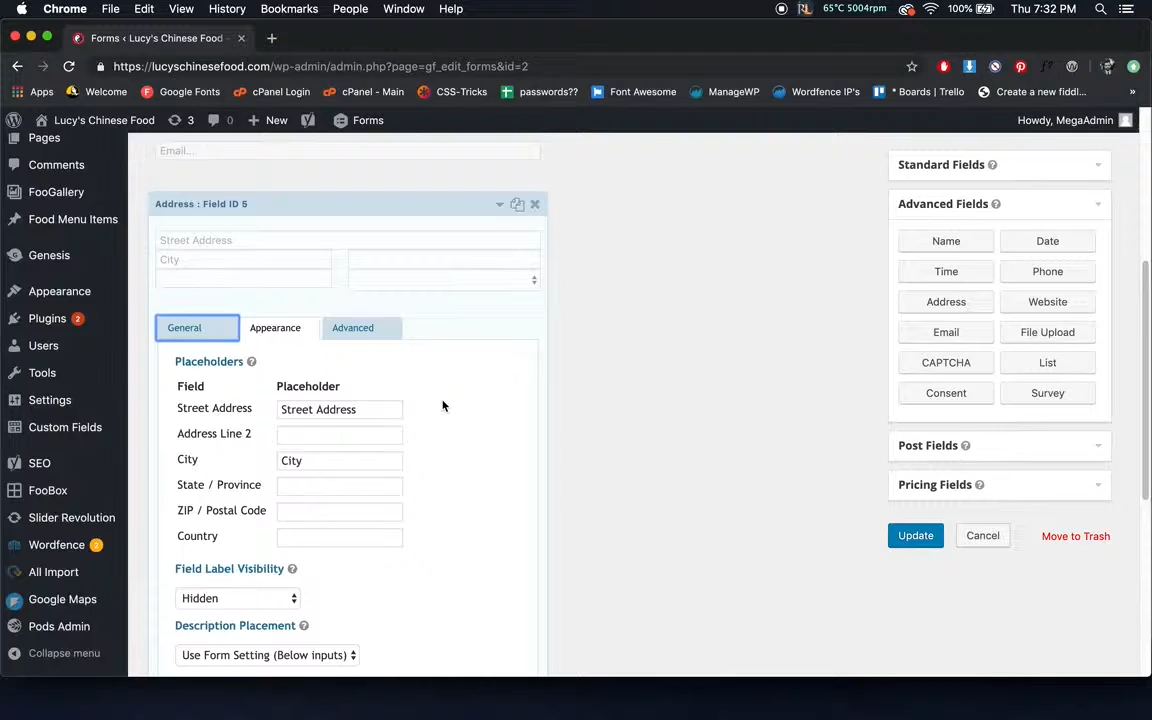 Chrome File Edit View History Bookmarks People Window Help 65°C 5004rpm 100% Thu 7:32 PM
Forms ‹ Lucy's Chinese Food –
https://lucyschinesefood.com/wp-admin/admin.php?page=gf_edit_forms&id=2
Apps Welcome Google Fonts cPanel Login cPanel - Main CSS-Tricks passwords?? Font Awesome ManageWP Wordfence IP's * Boards | Trello Create a new fiddl... »
Lucy's Chinese Food 3 0 New Forms Howdy, MegaAdmin
Pages
Comments
FooGallery
Food Menu Items
Genesis
Appearance
Plugins 2
Users
Tools
Settings
Custom Fields
SEO
FooBox
Slider Revolution
Wordfence 2
All Import
Google Maps
Pods Admin
Collapse menu
Email...
Address : Field ID 5
Street Address
City
General Appearance Advanced
Placeholders
Field Placeholder
Street Address Street Address
Address Line 2
City City
State / Province
ZIP / Postal Code
Country
Field Label Visibility
Hidden
Description Placement
Use Form Setting (Below inputs)
Standard Fields
Advanced Fields
Name Date
Time Phone
Address Website
Email File Upload
CAPTCHA List
Consent Survey
Post Fields
Pricing Fields
Update Cancel Move to Trash